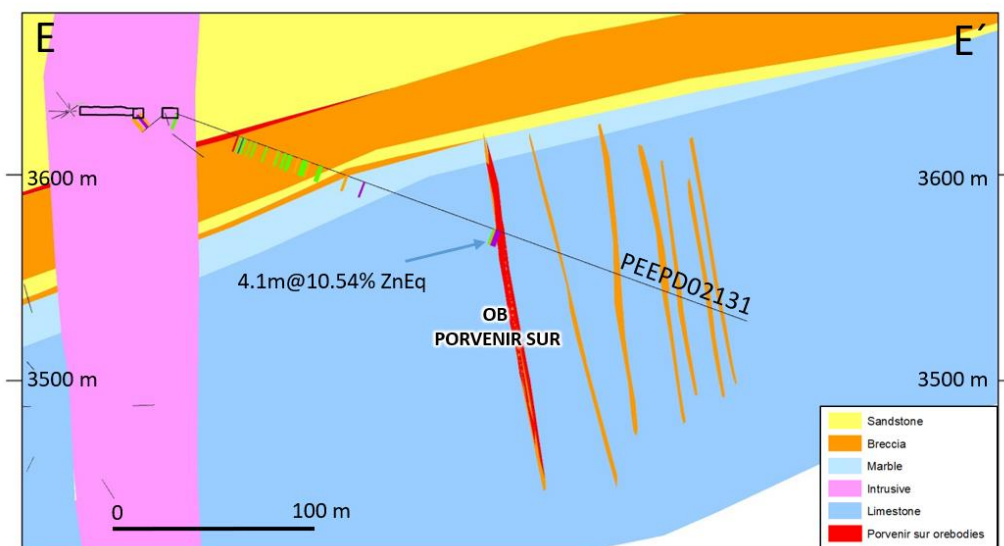 E
E′
3600 m
3600 m
4.1m@10.54% ZnEq
PEEPD02131
OB
PORVENIR SUR
3500 m
3500 m
0
100 m
Sandstone
Breccia
Marble
Intrusive
Limestone
Porvenir sur orebodies